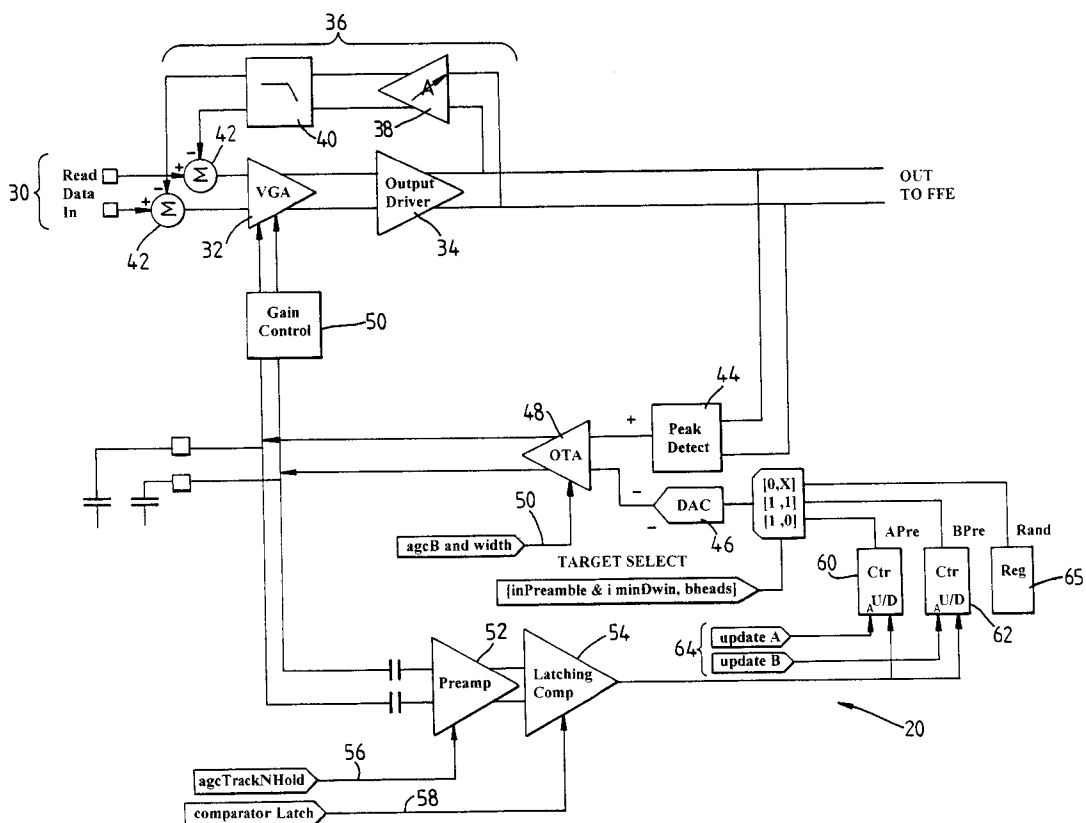 36
A
38
40
42
30
Read
Data
In
+
−
+
−
Σ
Σ
42
VGA
32
Output
Driver
34
OUT
TO FFE
Gain
Control
50
44
Peak
Detect
+
48
OTA
−
−
DAC
46
[0,X]
[1 ,1]
[1 ,0]
50
agcB and width
TARGET SELECT
[inPreamble & i minDwin, bheads]
APre
BPre
Rand
60
Ctr
A U/D
Ctr
A U/D
62
Reg
65
64
update A
update B
52
Preamp
54
Latching
Comp
20
agcTrackNHold
56
comparator Latch
58